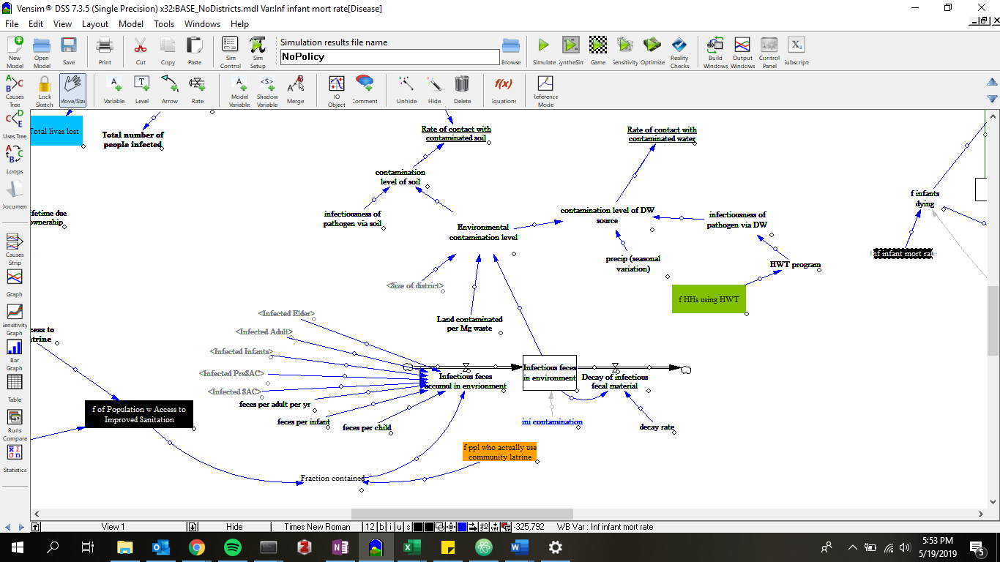 Vensim® DSS 7.3.5 (Single Precision) x32:BASE_NoDistricts.mdl Var:Inf infant mort rate[Disease]
File Edit View Layout Model Tools Windows Help
Simulation results file name
NoPolicy
New Model
Open Model
Save
Print
Cut
Copy
Paste
Sim Control
Sim Setup
Browse
Simulate
SyntheSim
Game
Sensitivity
Optimize
Reality Checks
Build Windows
Output Windows
Control Panel
Subscript
Causes Tree
Lock Sketch
Move/Size
Variable
Level
Arrow
Rate
Model Variable
Shadow Variable
Merge
IO Object
Comment
Unhide
Hide
Delete
Equations
Reference Mode
Uses Tree
Loops
Documen
Causes Strip
Graph
Sensitivity Graph
Bar Graph
Table
Runs Compare
Statistics
Total lives lost
Total number of
people infected
Rate of contact with
contaminated soil
Rate of contact with
contaminated water
contamination
level of soil
f infants
dying
lifetime due
ownership
infectiousness of
pathogen via soil
Environmental
contamination level
contamination level of DW
source
infectiousness of
pathogen via DW
Inf infant mort rate
precip (seasonal
variation)
HWT program
<Size of district>
f HHs using HWT
<Infected Elder>
Land contaminated
per Mg waste
<Infected Adult>
cess to
trine
<Infected Infants>
<Infected PreSAC>
<Infected SAC>
Infectious feces
accumul in envrionment
Infectious feces
in environment
Decay of infectious
fecal material
feces per adult per yr
feces per infant
feces per child
ini contamination
decay rate
f of Population w Access to
Improved Sanitation
f ppl who actually use
community latrine
Fraction contained
View 1
Hide
Times New Roman
12 b i u s
-325,792
WB Var : Inf infant mort rate
5:53 PM
5/19/2019
5